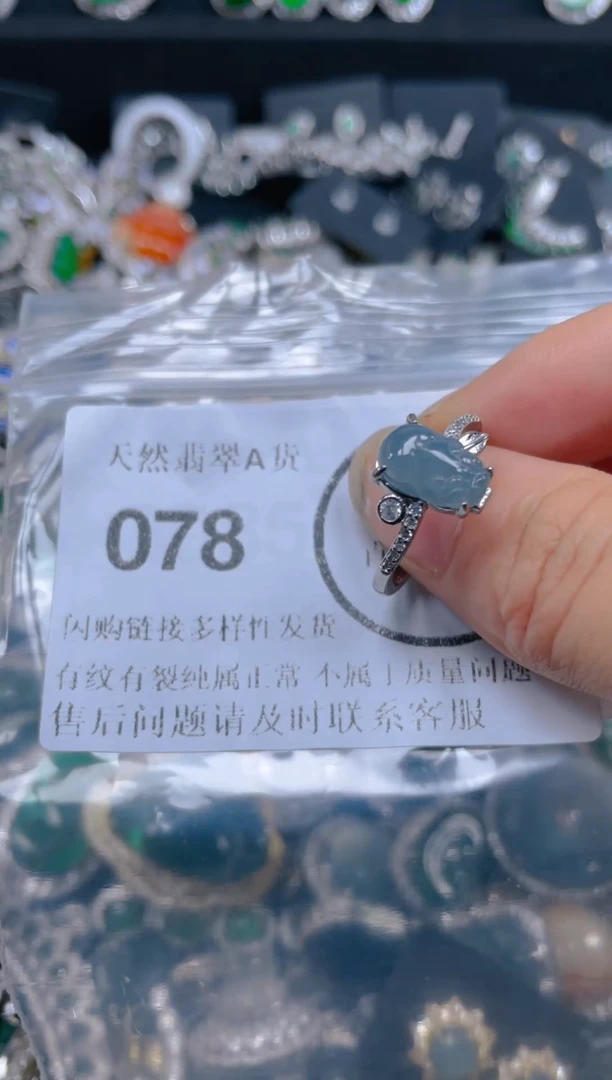 天然翡翠A货
078
闪购链接多样性发货
有纹有裂纯属正常 不属于质量问题
售后问题请及时联系客服